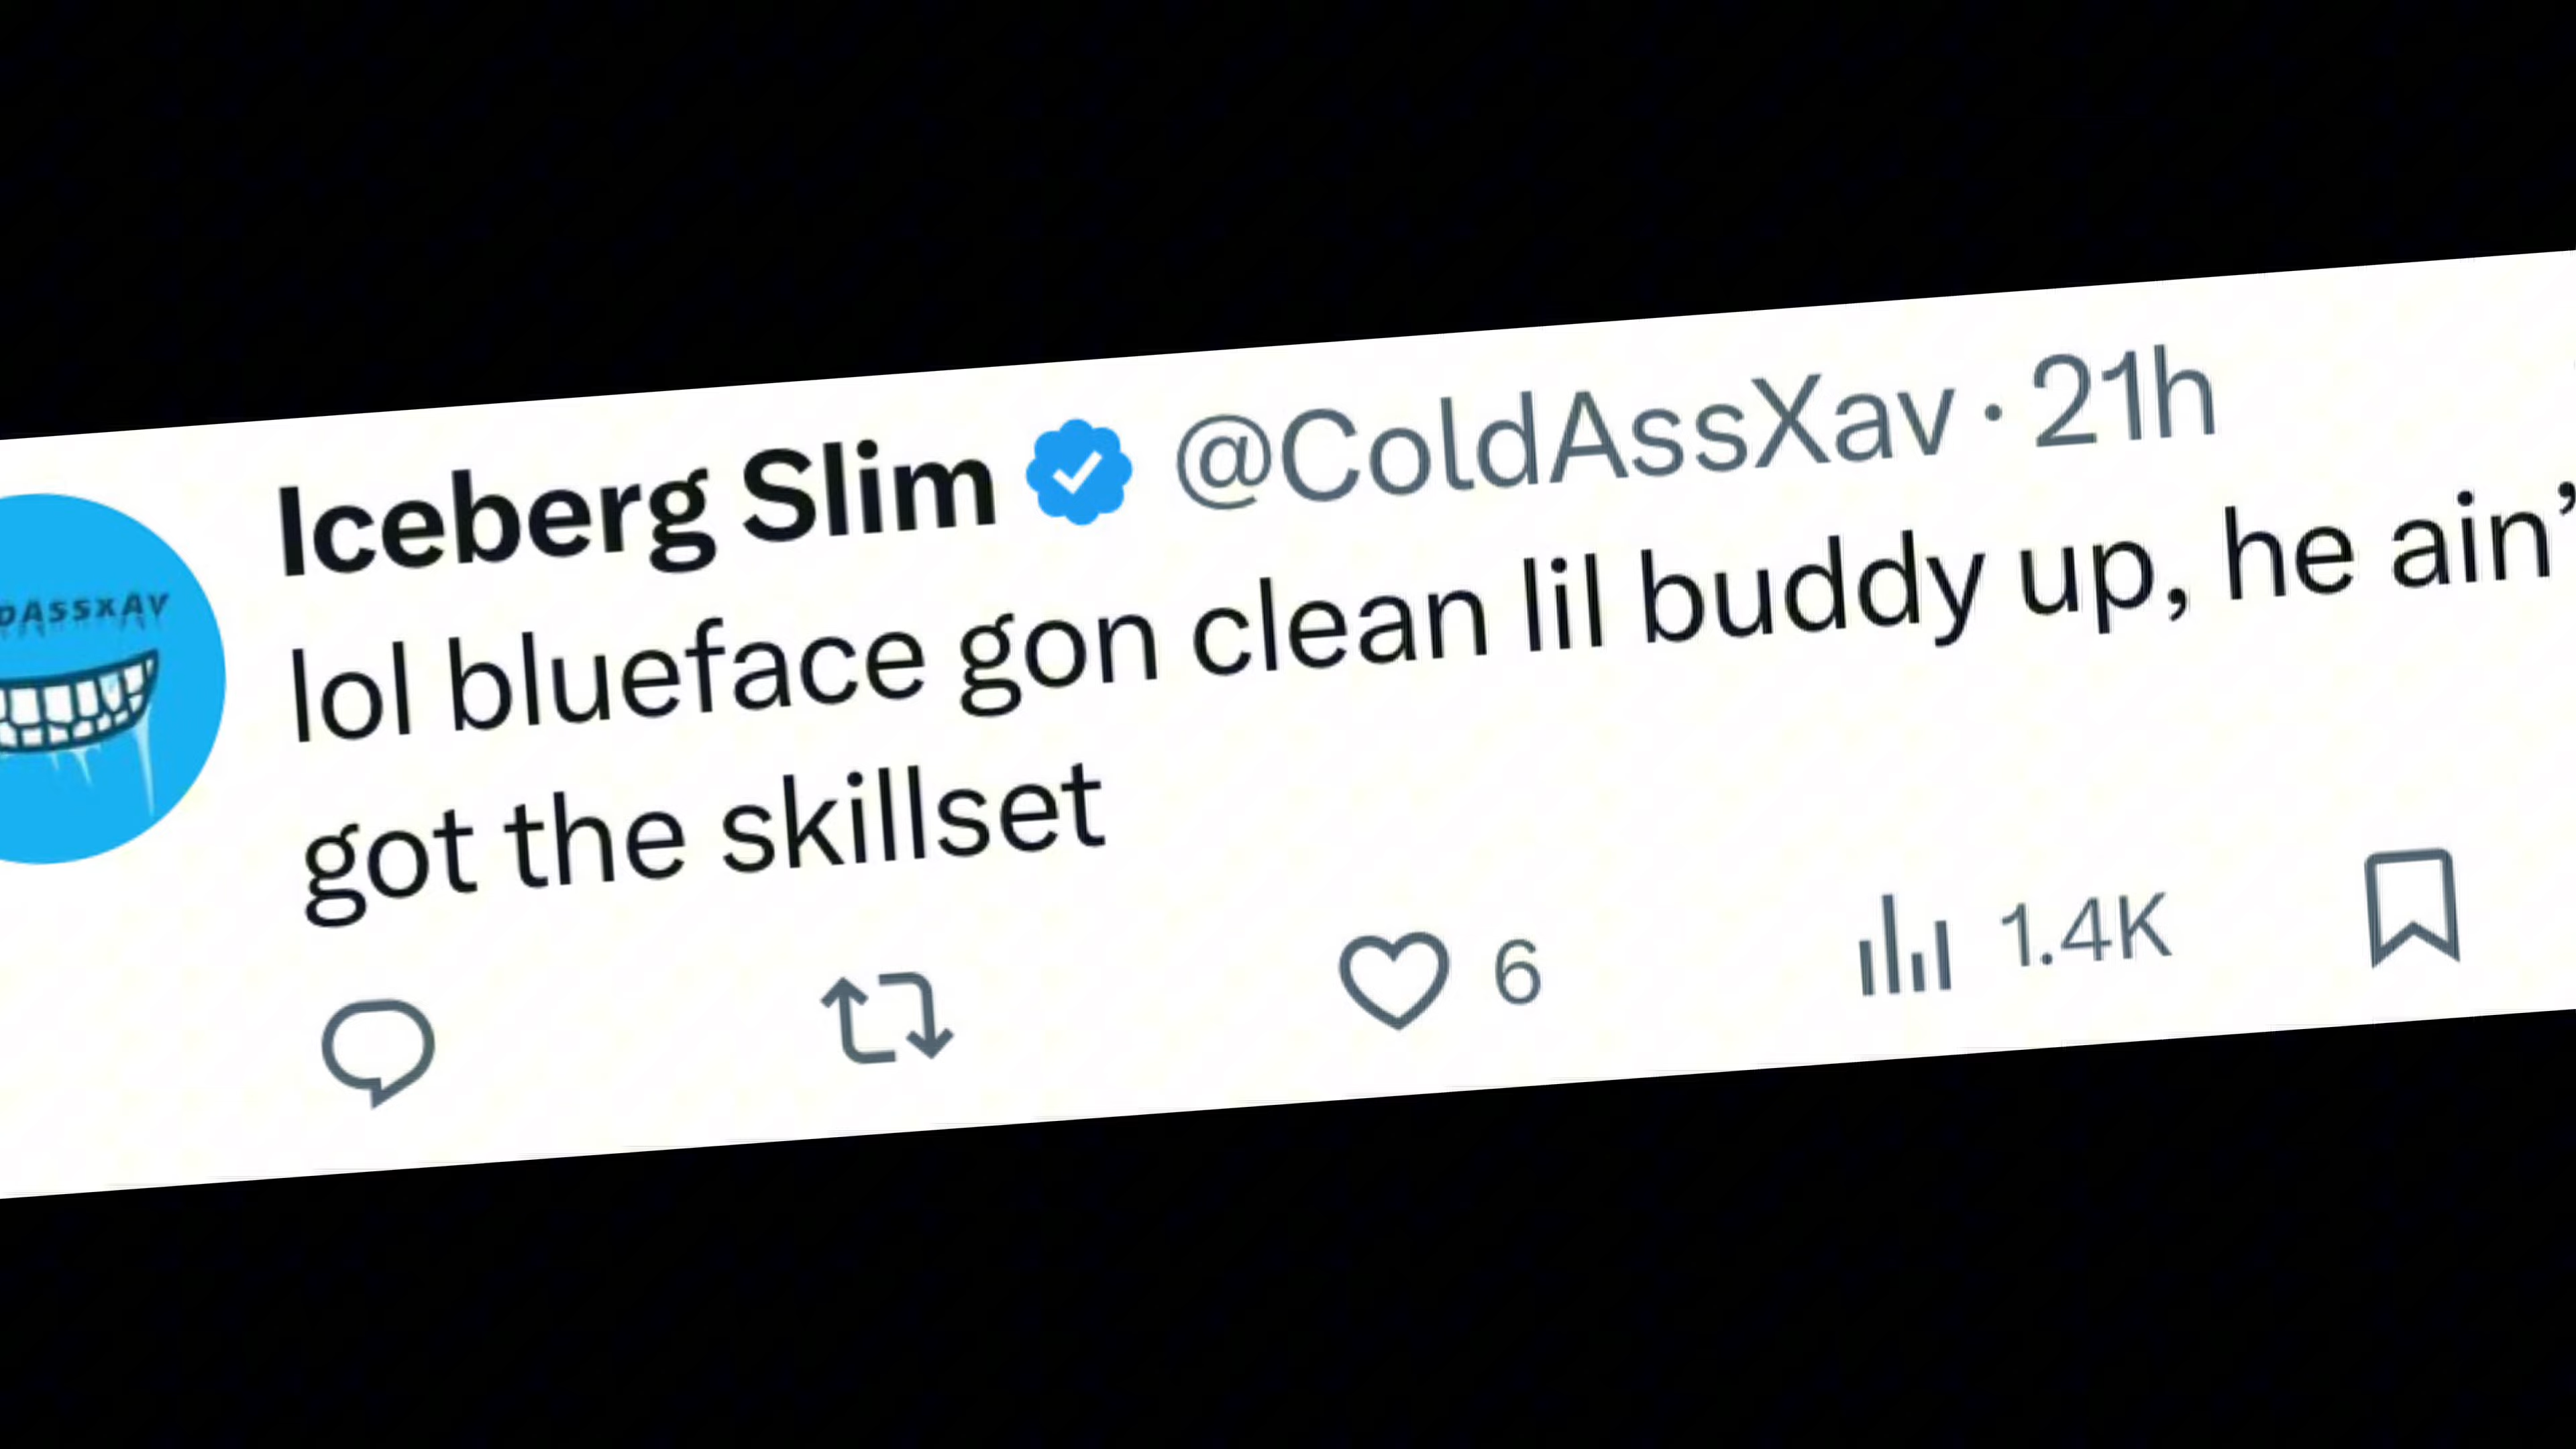 Iceberg Slim @ColdAssXav · 21h
DASSXAV
lol blueface gon clean lil buddy up, he ain’
got the skillset
6 1.4K